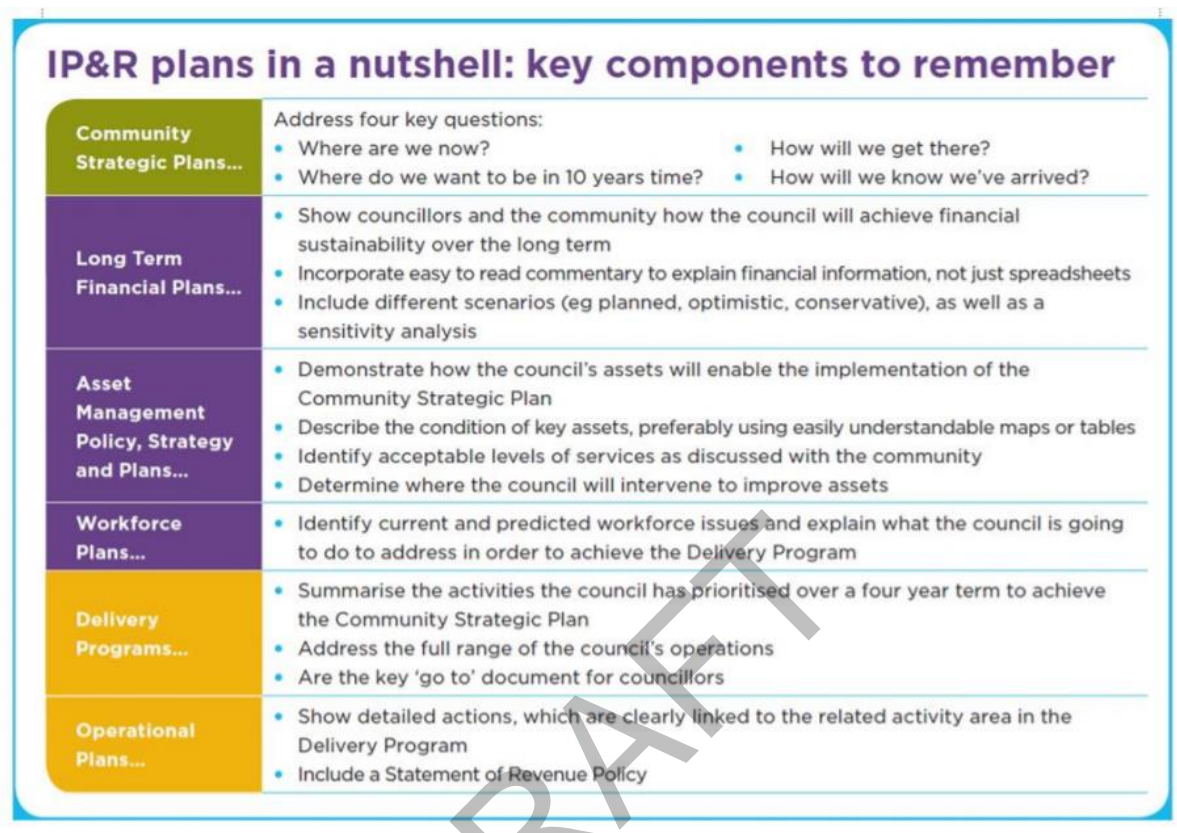 IP&R plans in a nutshell: key components to remember
Community
Strategic Plans...
Address four key questions:
• Where are we now?
• Where do we want to be in 10 years time?
• How will we get there?
• How will we know we've arrived?
Long Term
Financial Plans...
• Show councillors and the community how the council will achieve financial
sustainability over the long term
• Incorporate easy to read commentary to explain financial information, not just spreadsheets
• Include different scenarios (eg planned, optimistic, conservative), as well as a
sensitivity analysis
Asset
Management
Policy, Strategy
and Plans...
• Demonstrate how the council's assets will enable the implementation of the
Community Strategic Plan
• Describe the condition of key assets, preferably using easily understandable maps or tables
• Identify acceptable levels of services as discussed with the community
• Determine where the council will intervene to improve assets
Workforce
Plans...
• Identify current and predicted workforce issues and explain what the council is going
to do to address in order to achieve the Delivery Program
Delivery
Programs...
• Summarise the activities the council has prioritised over a four year term to achieve
the Community Strategic Plan
• Address the full range of the council's operations
• Are the key 'go to' document for councillors
Operational
Plans...
• Show detailed actions, which are clearly linked to the related activity area in the
Delivery Program
• Include a Statement of Revenue Policy
RAFT